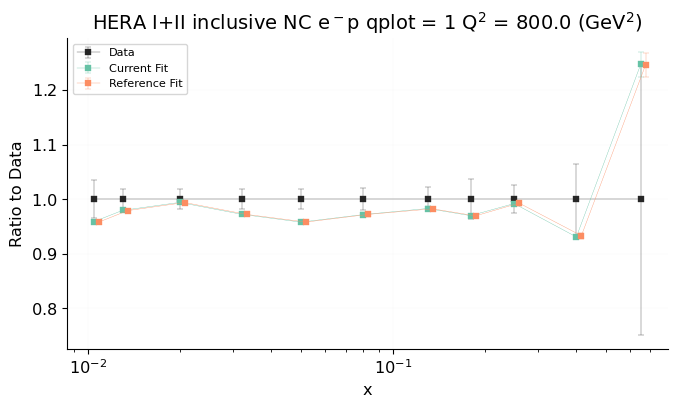 HERA I+II inclusive NC e⁻p qplot = 1 Q² = 800.0 (GeV²)
Data
Current Fit
Reference Fit
Ratio to Data
1.2
1.1
1.0
0.9
0.8
10⁻²
10⁻¹
x